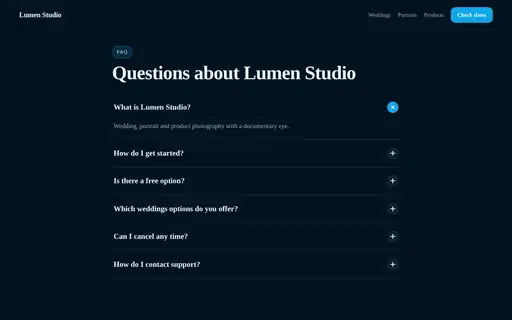 Lumen Studio
Weddings Portraits Products Check dates
FAQ
Questions about Lumen Studio
What is Lumen Studio?
Wedding, portrait and product photography with a documentary eye.
How do I get started?
Is there a free option?
Which weddings options do you offer?
Can I cancel any time?
How do I contact support?